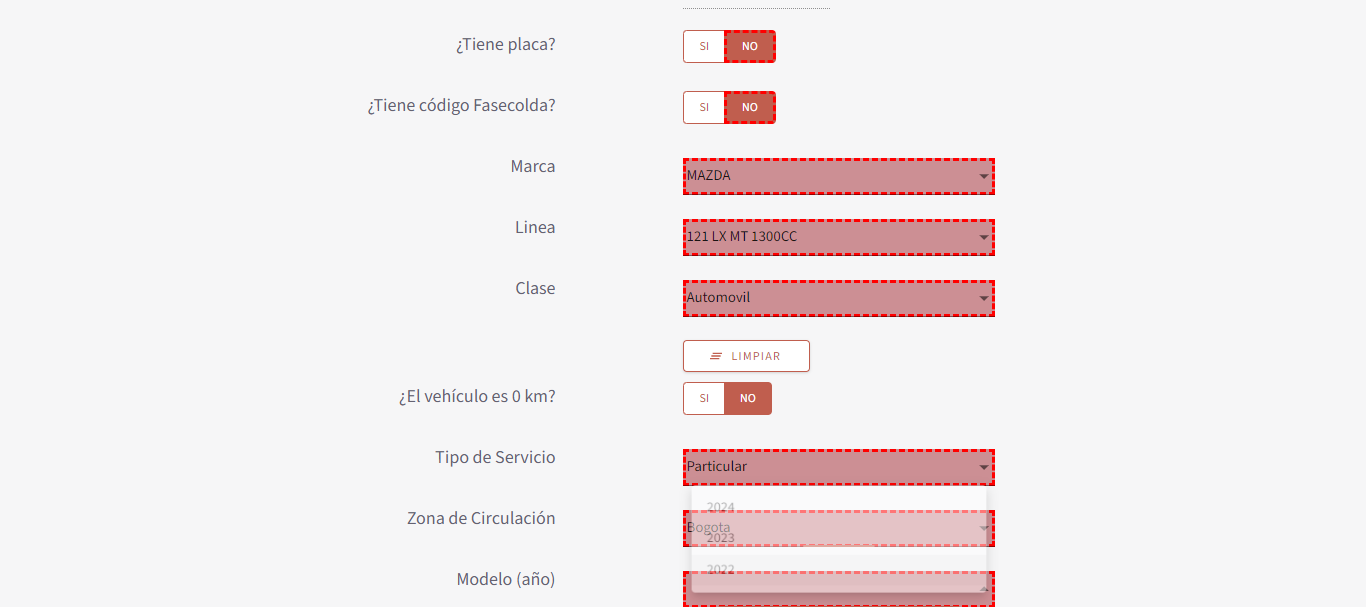 ¿Tiene placa? SI NO
¿Tiene código Fasecolda? SI NO
Marca MAZDA
Linea 121 LX MT 1300CC
Clase Automovil
LIMPIAR
¿El vehículo es 0 km? SI NO
Tipo de Servicio Particular
2024
Zona de Circulación Bogota
2023
2022
Modelo (año)